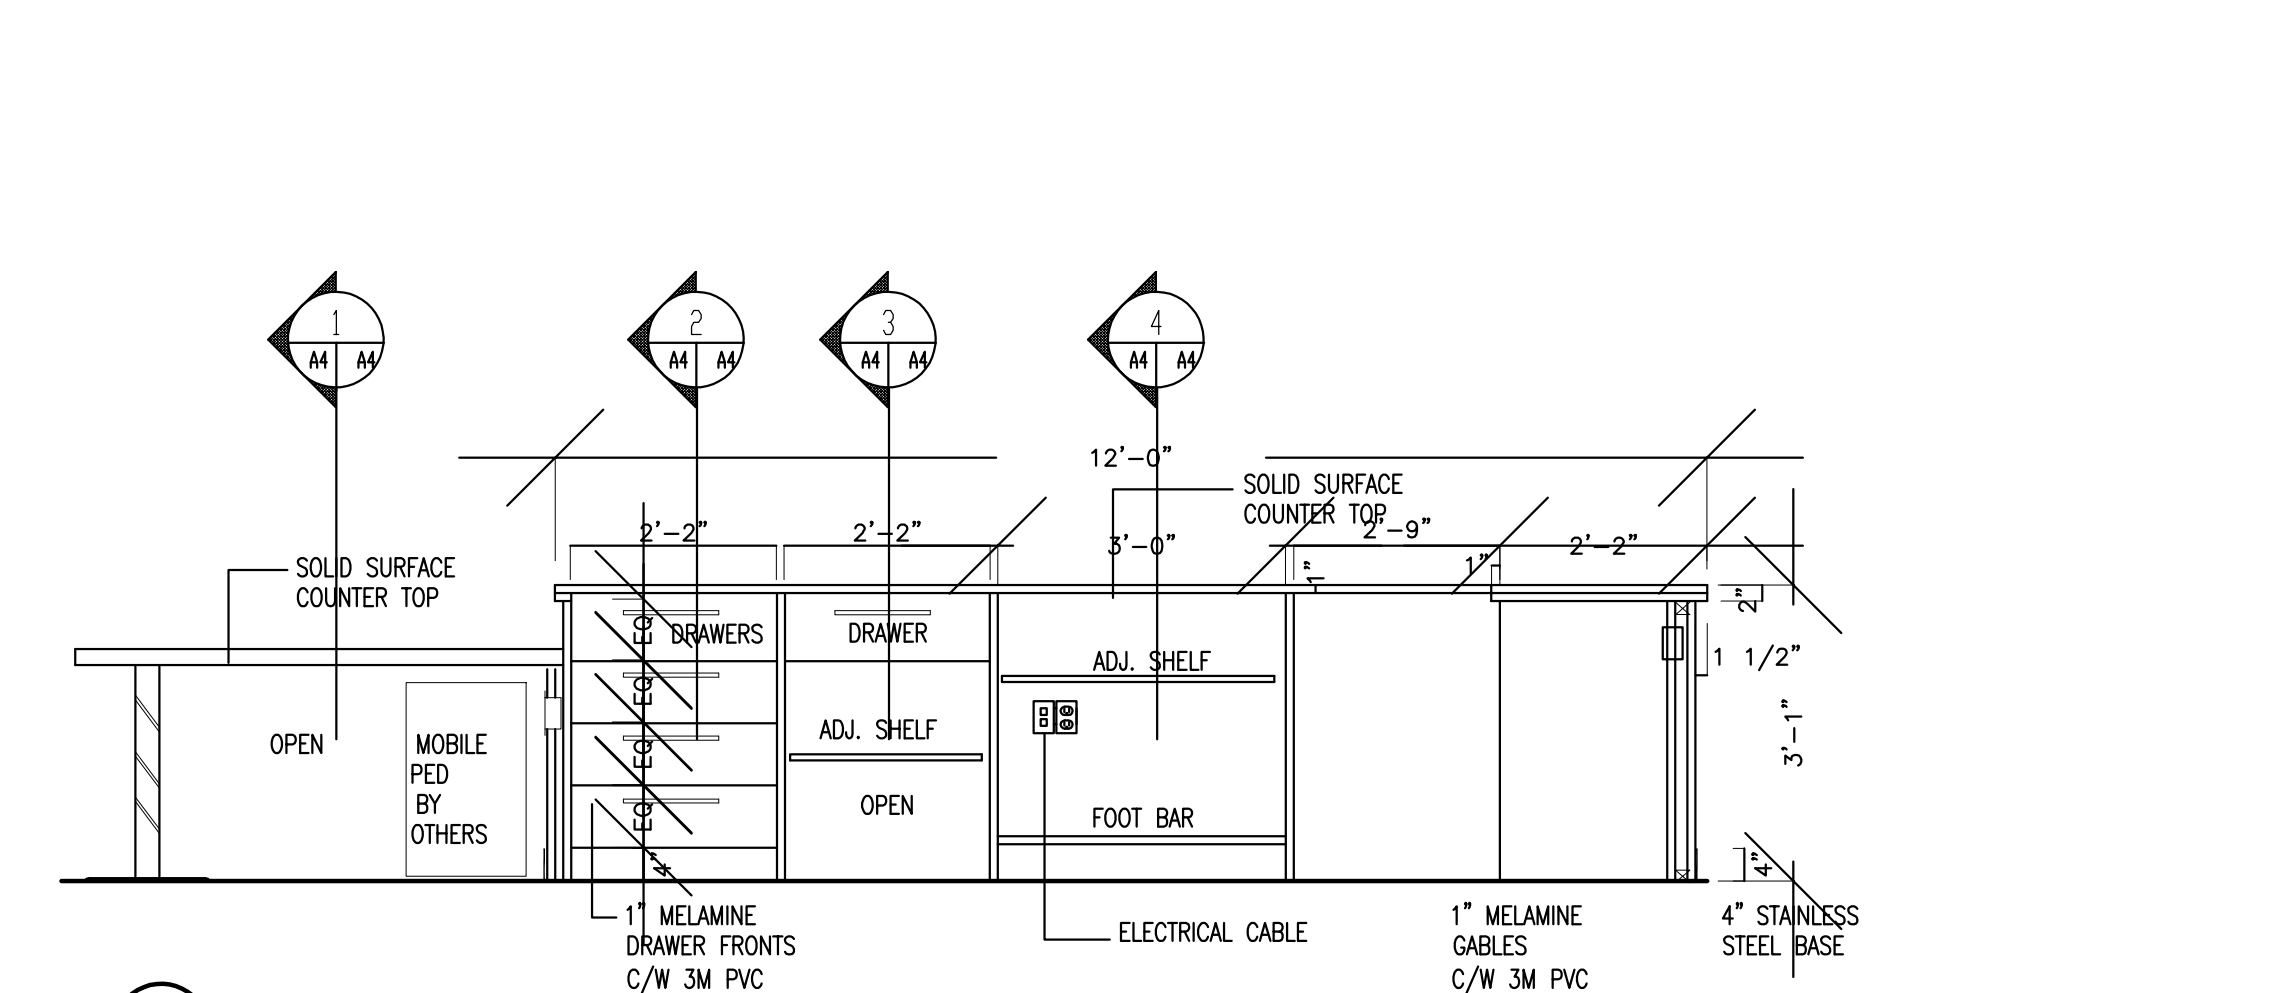 1
A4 A4
2
A4 A4
3
A4 A4
4
A4 A4
12'-0"
SOLID SURFACE
COUNTER TOP
2'-2"
2'-2"
3'-0"
2'-9"
2'-2"
1"
1"
SOLID SURFACE
COUNTER TOP
2"
EQ
DRAWERS
DRAWER
ADJ. SHELF
1 1/2"
EQ
ADJ. SHELF
3'-1"
OPEN
MOBILE
PED
BY
OTHERS
EQ
EQ
OPEN
FOOT BAR
4"
4"
1" MELAMINE
DRAWER FRONTS
C/W 3M PVC
ELECTRICAL CABLE
1" MELAMINE
GABLES
C/W 3M PVC
4" STAINLESS
STEEL BASE